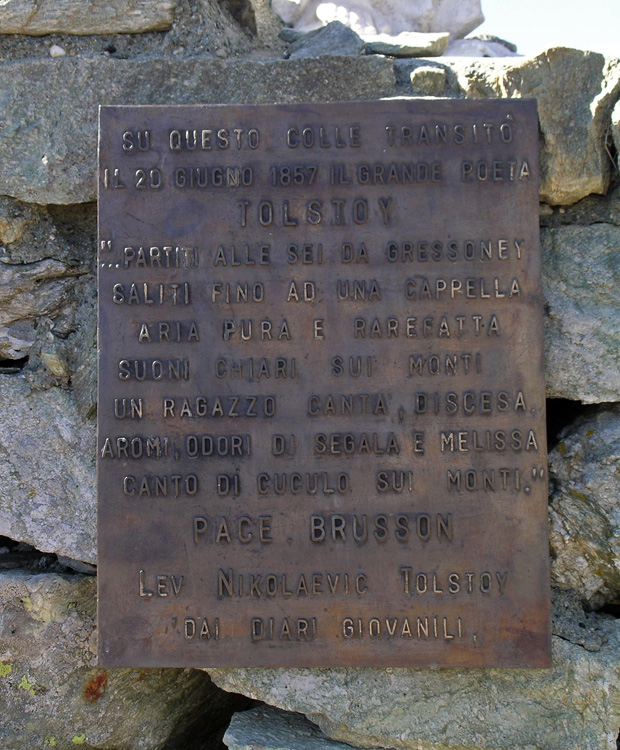 SU QUESTO COLLE TRANSITÒ
IL 20 GIUGNO 1857 IL GRANDE POETA
TOLSTOY
"...PARTITI ALLE SEI DA GRESSONEY
SALITI FINO AD UNA CAPPELLA
ARIA PURA E RAREFATTA
SUONI CHIARI SUI MONTI
UN RAGAZZO CANTA, DISCESA,
AROMI, ODORI DI SEGALA E MELISSA
CANTO DI CUCULO SUI MONTI."
PACE BRUSSON
LEV NIKOLAEVIC TOLSTOY
DAI DIARI GIOVANILI,